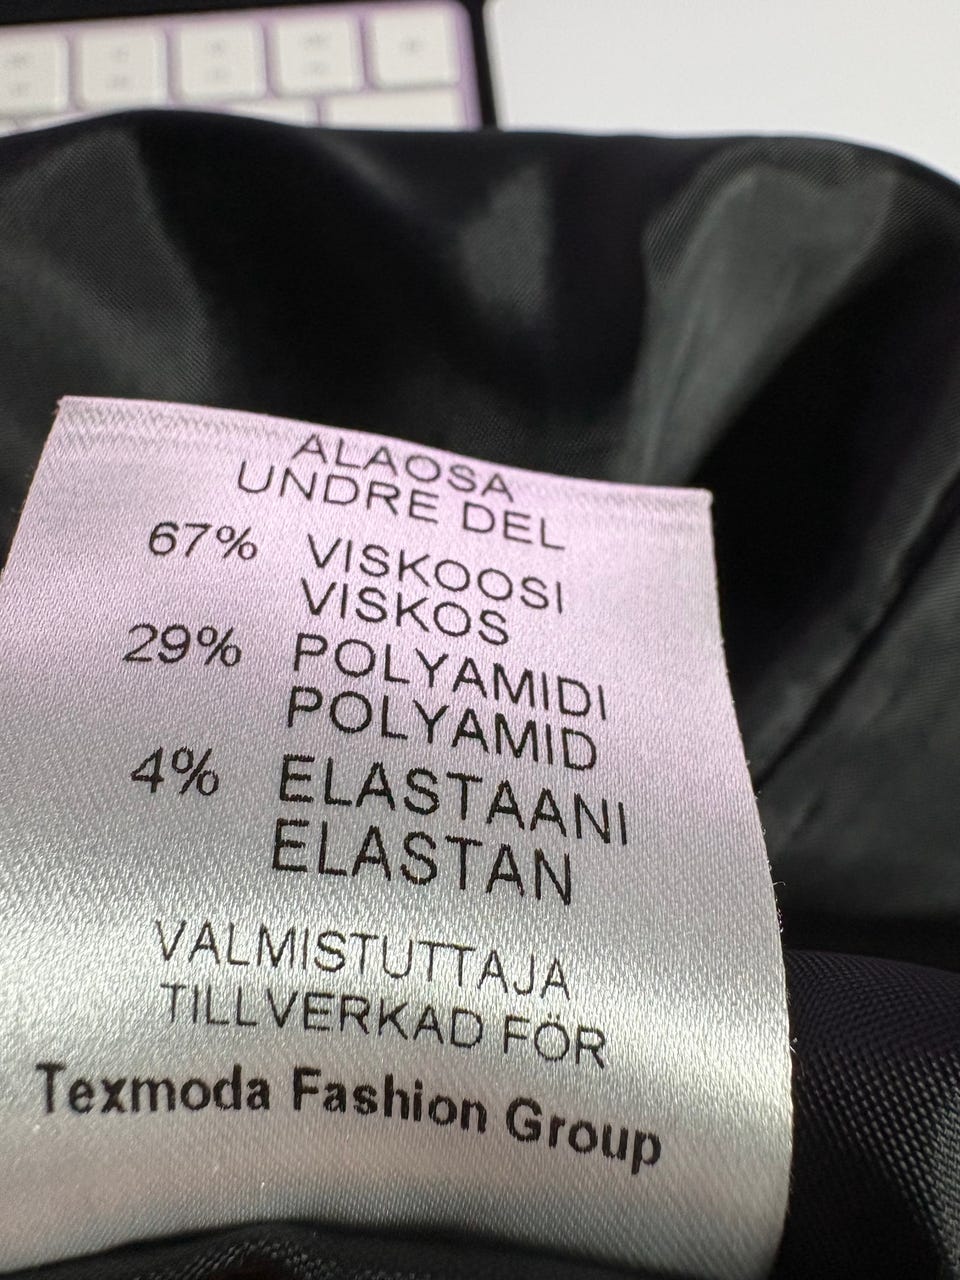 ALAOSA
UNDRE DEL
67% VISKOOSI
VISKOS
29% POLYAMIDI
POLYAMID
4% ELASTAANI
ELASTAN
VALMISTUTTAJA
TILLVERKAD FÖR
Texmoda Fashion Group